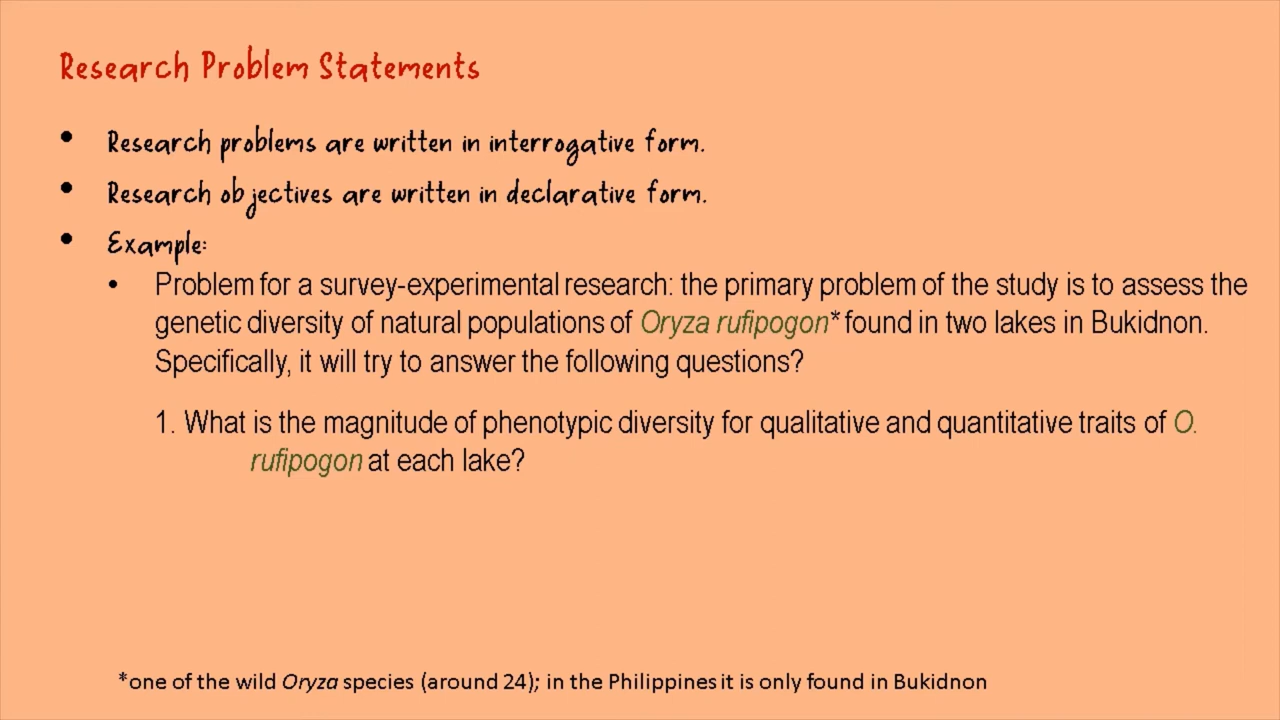 Research Problem Statements
• Research problems are written in interrogative form.
• Research objectives are written in declarative form.
• Example:
• Problem for a survey-experimental research: the primary problem of the study is to assess the
genetic diversity of natural populations of Oryza rufipogon* found in two lakes in Bukidnon.
Specifically, it will try to answer the following questions?
1. What is the magnitude of phenotypic diversity for qualitative and quantitative traits of O.
rufipogon at each lake?
*one of the wild Oryza species (around 24); in the Philippines it is only found in Bukidnon